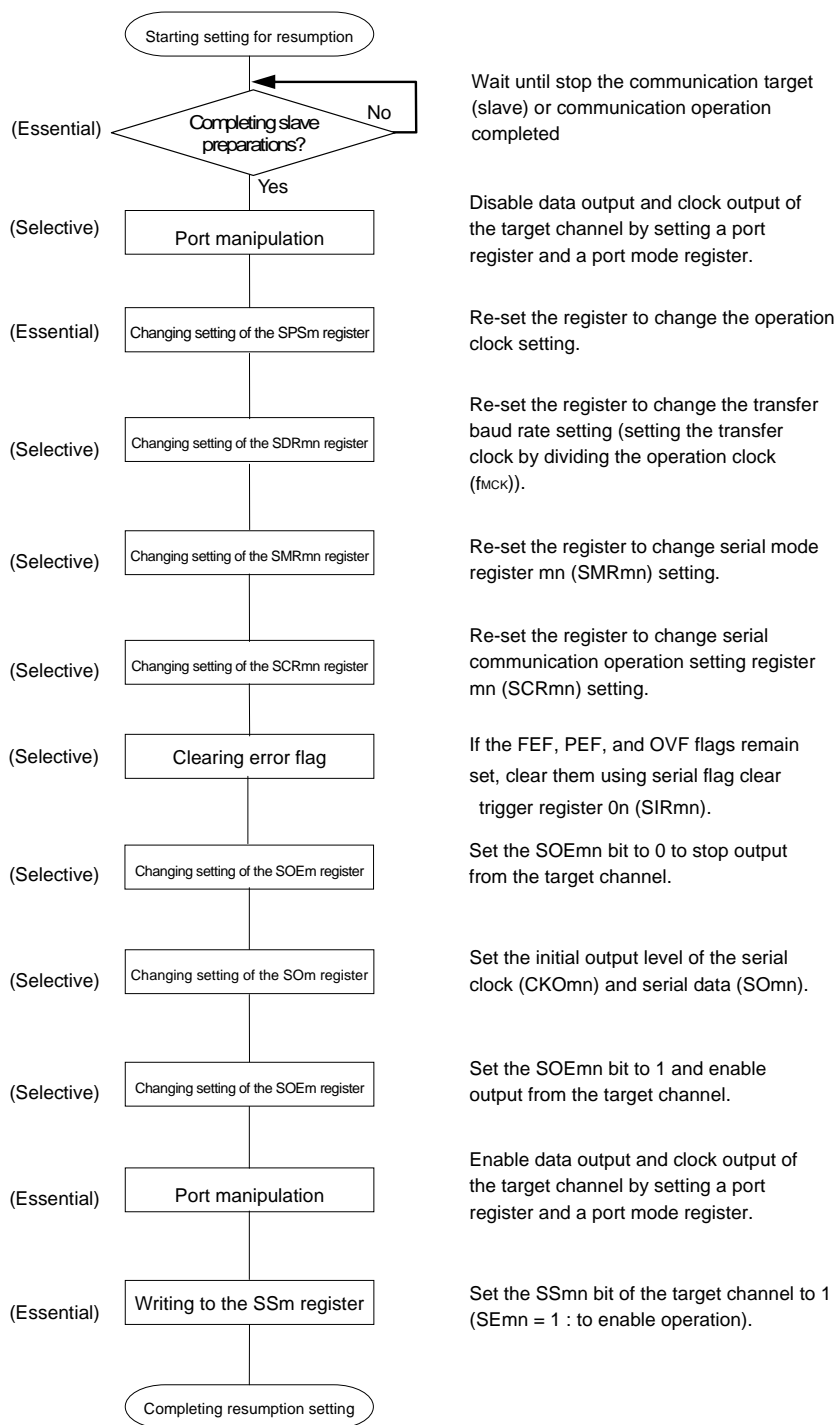 Starting setting for resumption
Wait until stop the communication target
(slave) or communication operation
completed
(Essential)
Completing slave
preparations?
No
Yes
(Selective)
Port manipulation
Disable data output and clock output of
the target channel by setting a port
register and a port mode register.
(Essential)
Changing setting of the SPSm register
Re-set the register to change the operation
clock setting.
(Selective)
Changing setting of the SDRmn register
Re-set the register to change the transfer
baud rate setting (setting the transfer
clock by dividing the operation clock
(fMCK)).
(Selective)
Changing setting of the SMRmn register
Re-set the register to change serial mode
register mn (SMRmn) setting.
(Selective)
Changing setting of the SCRmn register
Re-set the register to change serial
communication operation setting register
mn (SCRmn) setting.
(Selective)
Clearing error flag
If the FEF, PEF, and OVF flags remain
set, clear them using serial flag clear
trigger register 0n (SIRmn).
(Selective)
Changing setting of the SOEm register
Set the SOEmn bit to 0 to stop output
from the target channel.
(Selective)
Changing setting of the SOm register
Set the initial output level of the serial
clock (CKOmn) and serial data (SOmn).
(Selective)
Changing setting of the SOEm register
Set the SOEmn bit to 1 and enable
output from the target channel.
(Essential)
Port manipulation
Enable data output and clock output of
the target channel by setting a port
register and a port mode register.
(Essential)
Writing to the SSm register
Set the SSmn bit of the target channel to 1
(SEmn = 1 : to enable operation).
Completing resumption setting